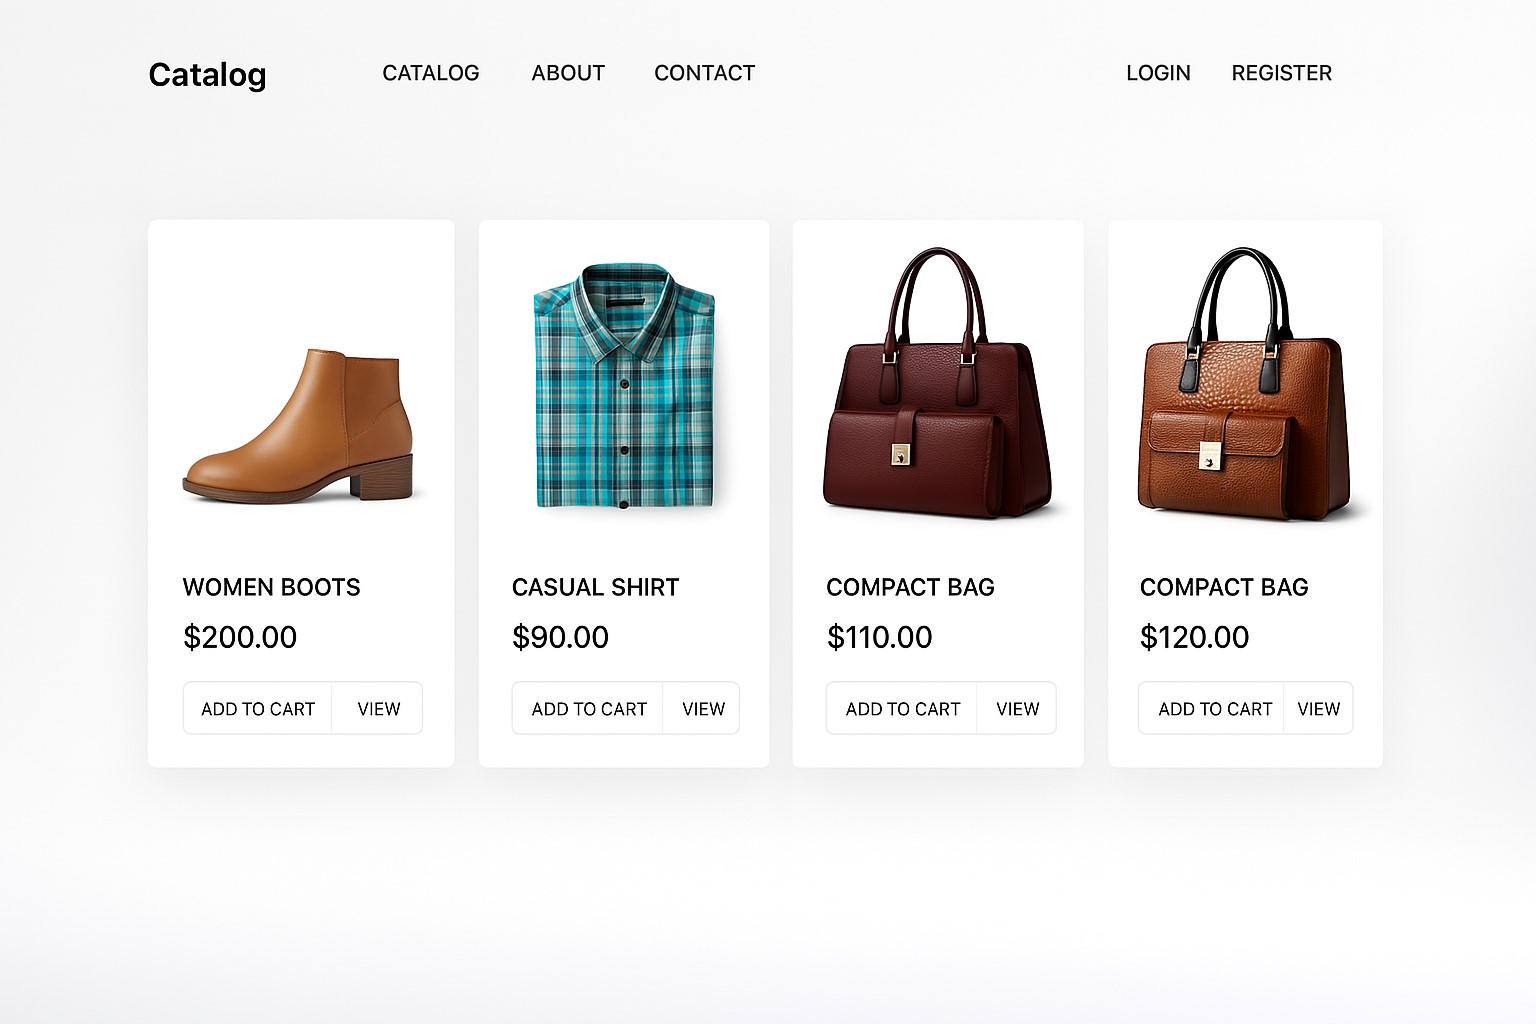 Catalog
CATALOG
ABOUT
CONTACT
LOGIN
REGISTER
WOMEN BOOTS
$200.00
ADD TO CART
VIEW
CASUAL SHIRT
$90.00
ADD TO CART
VIEW
COMPACT BAG
$110.00
ADD TO CART
VIEW
COMPACT BAG
$120.00
ADD TO CART
VIEW